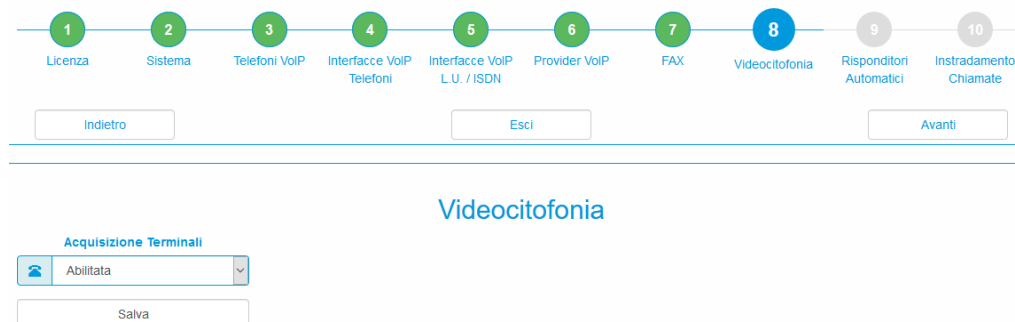 1 2 3 4 5 6 7 8 9 10
Licenza Sistema Telefoni VoIP Interfacce VoIP Interfacce VoIP Provider VoIP FAX Videocitofonia Risponditori Instradamento
Telefoni L.U. / ISDN Automatici Chiamate
Indietro Esci Avanti
Videocitofonia
Acquisizione Terminali
Abilitata
Salva